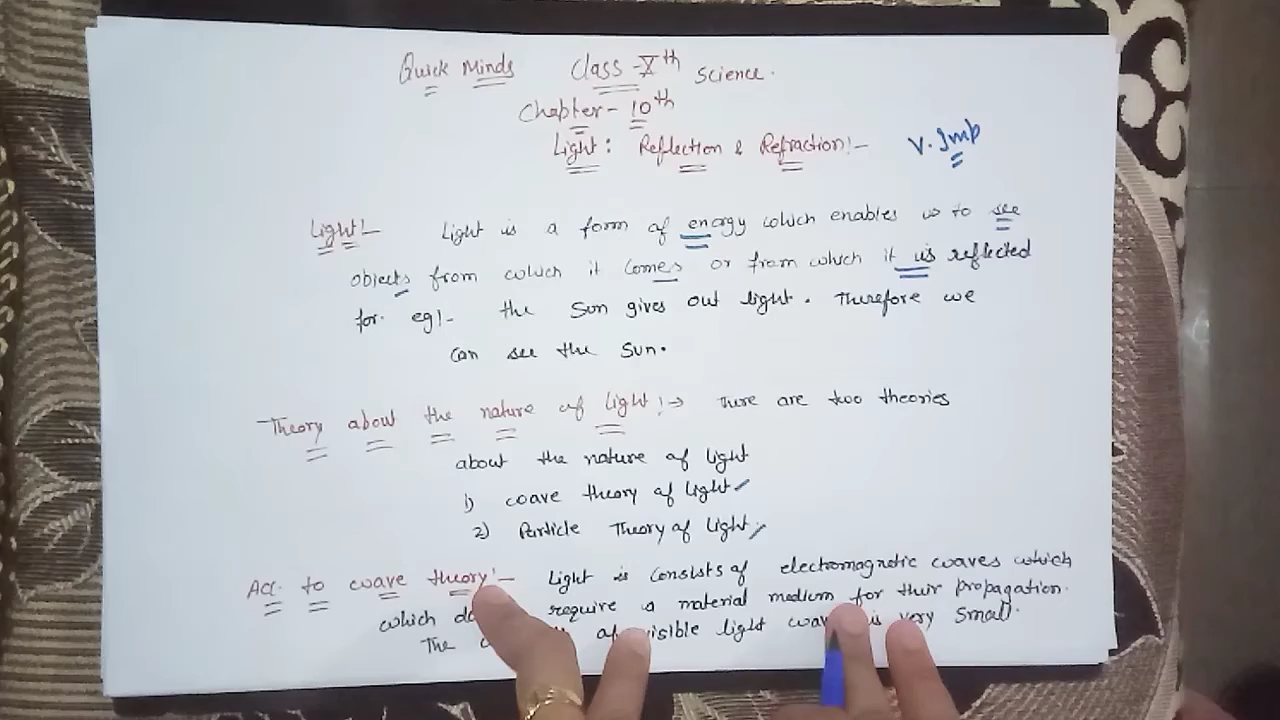 Quick Minds Class - Xth Science.
Chapter - 10th
Light: Reflection & Refraction:- V. Imp
Light:- Light is a form of energy which enables us to see
objects from which it comes or from which it is reflected
for eg:- the Sun gives out light. Therefore we
can see the Sun.
Theory about the nature of light:→ There are two theories
about the nature of light
1) wave theory of light
2) Particle Theory of light
Acc. to wave theory:- Light is consists of electromagnetic waves which
which require a material medium for their propagation.
The visible light is very small.